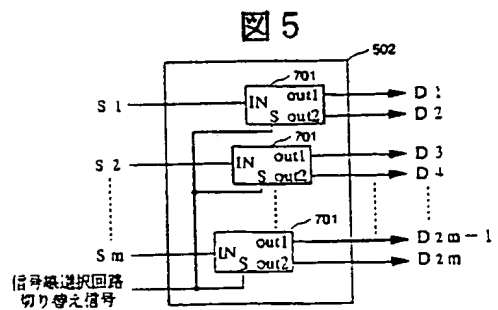 図5
502
701
S1 IN out1 D1
S out2 D2
701
S2 IN out1 D3
S out2 D4
701
Sm IN out1 D2m-1
S out2 D2m
信号線選択回路
切り替え信号